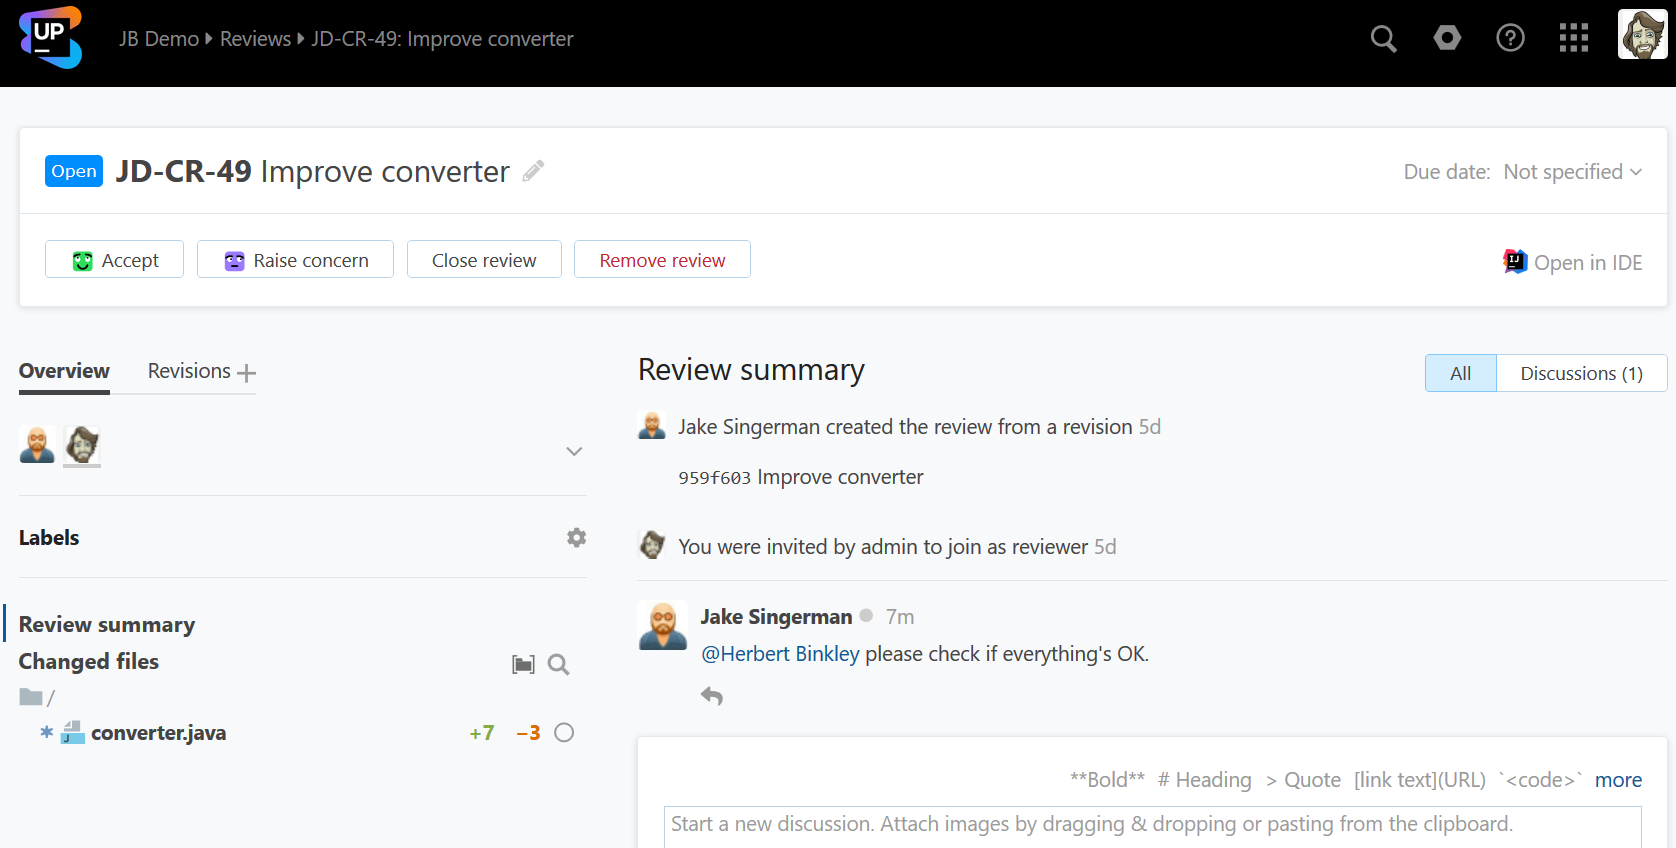 UP
JB Demo Reviews JD-CR-49: Improve converter
Open JD-CR-49 Improve converter
Due date: Not specified
Accept
Raise concern
Close review
Remove review
IJ Open in IDE
Overview
Revisions
Labels
Review summary
Changed files
/
* J converter.java +7 −3
Review summary
All
Discussions (1)
Jake Singerman created the review from a revision 5d
959f603 Improve converter
You were invited by admin to join as reviewer 5d
Jake Singerman 7m
@Herbert Binkley please check if everything's OK.
**Bold** # Heading > Quote [link text](URL) `<code>` more
Start a new discussion. Attach images by dragging & dropping or pasting from the clipboard.